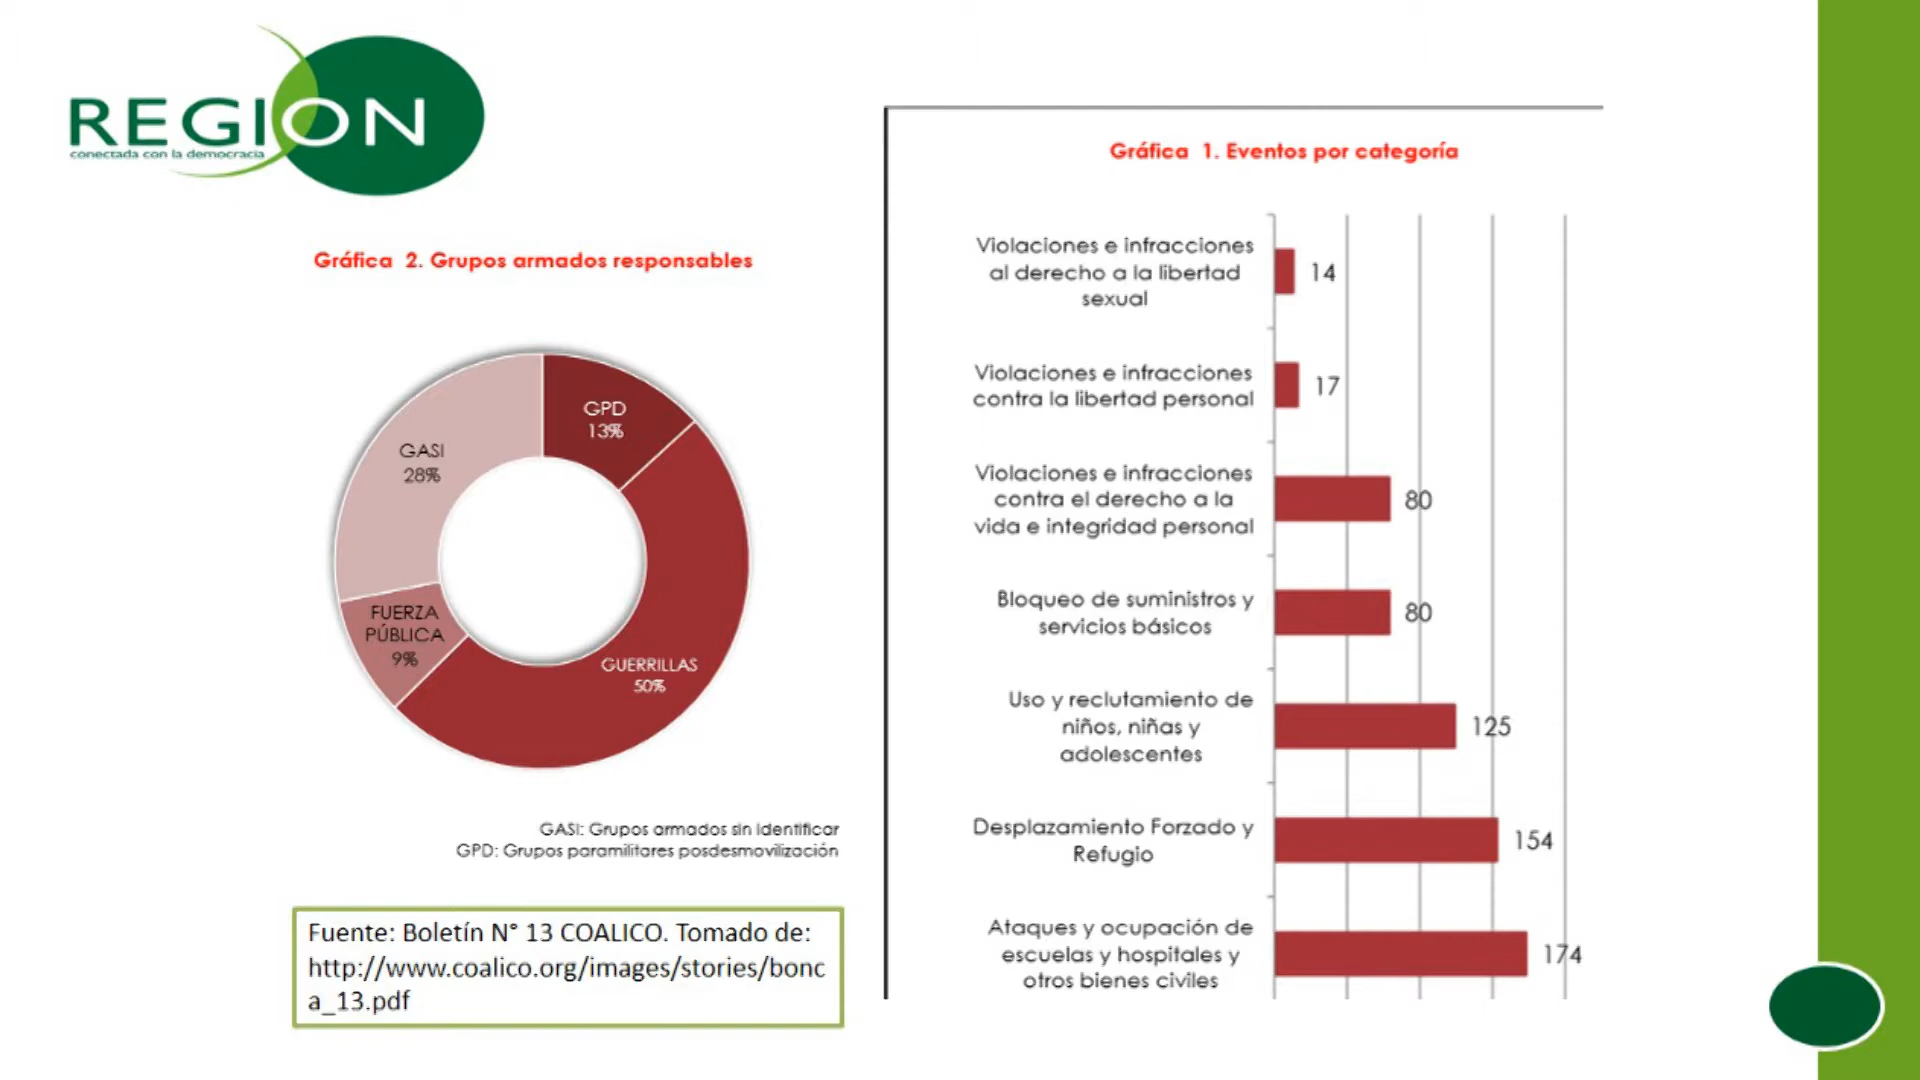 REGION
conectada con la democracia
Gráfica 2. Grupos armados responsables
GPD
13%
GASI
28%
FUERZA
PÚBLICA
9%
GUERRILLAS
50%
GASI: Grupos armados sin identificar
GPD: Grupos paramilitares posdesmovilización
Fuente: Boletín N° 13 COALICO. Tomado de:
http://www.coalico.org/images/stories/bonc
a_13.pdf
Gráfica 1. Eventos por categoría
Violaciones e infracciones
al derecho a la libertad
sexual
14
Violaciones e infracciones
contra la libertad personal
17
Violaciones e infracciones
contra el derecho a la
vida e integridad personal
80
Bloqueo de suministros y
servicios básicos
80
Uso y reclutamiento de
niños, niñas y
adolescentes
125
Desplazamiento Forzado y
Refugio
154
Ataques y ocupación de
escuelas y hospitales y
otros bienes civiles
174